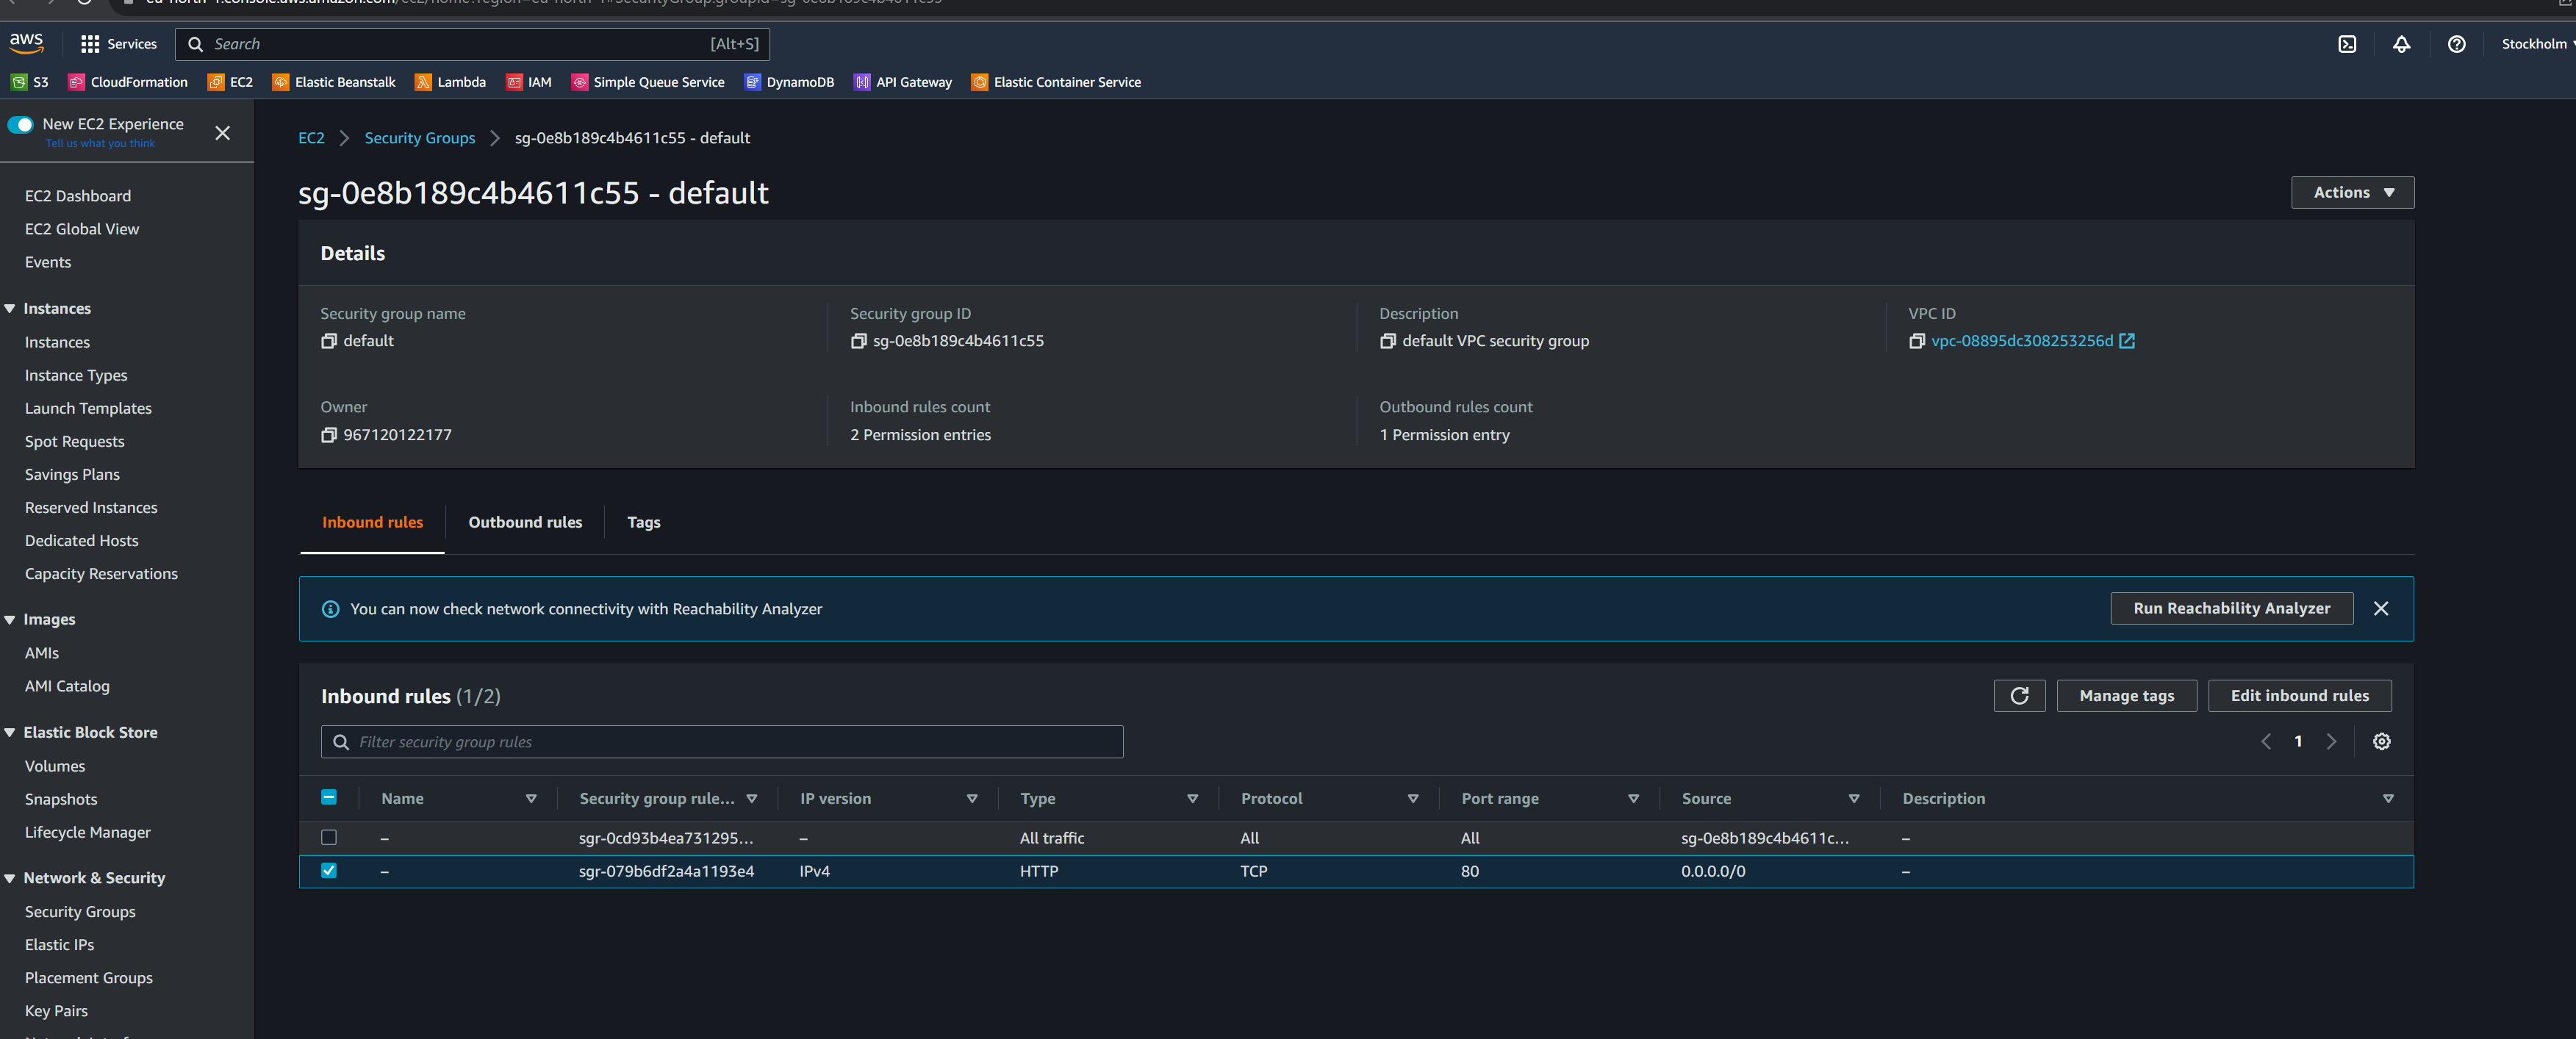 aws Services Search [Alt+S] Stockholm
S3 CloudFormation EC2 Elastic Beanstalk Lambda IAM Simple Queue Service DynamoDB API Gateway Elastic Container Service
New EC2 Experience
Tell us what you think
EC2 Dashboard
EC2 Global View
Events
Instances
Instances
Instance Types
Launch Templates
Spot Requests
Savings Plans
Reserved Instances
Dedicated Hosts
Capacity Reservations
Images
AMIs
AMI Catalog
Elastic Block Store
Volumes
Snapshots
Lifecycle Manager
Network & Security
Security Groups
Elastic IPs
Placement Groups
Key Pairs
EC2 Security Groups sg-0e8b189c4b4611c55 - default
sg-0e8b189c4b4611c55 - default
Actions
Details
Security group name Security group ID Description VPC ID
default sg-0e8b189c4b4611c55 default VPC security group vpc-08895dc308253256d
Owner Inbound rules count Outbound rules count
967120122177 2 Permission entries 1 Permission entry
Inbound rules Outbound rules Tags
You can now check network connectivity with Reachability Analyzer Run Reachability Analyzer
Inbound rules (1/2) Manage tags Edit inbound rules
Filter security group rules 1
Name Security group rule... IP version Type Protocol Port range Source Description
– sgr-0cd93b4ea731295... – All traffic All All sg-0e8b189c4b4611c... –
– sgr-079b6df2a4a1193e4 IPv4 HTTP TCP 80 0.0.0.0/0 –